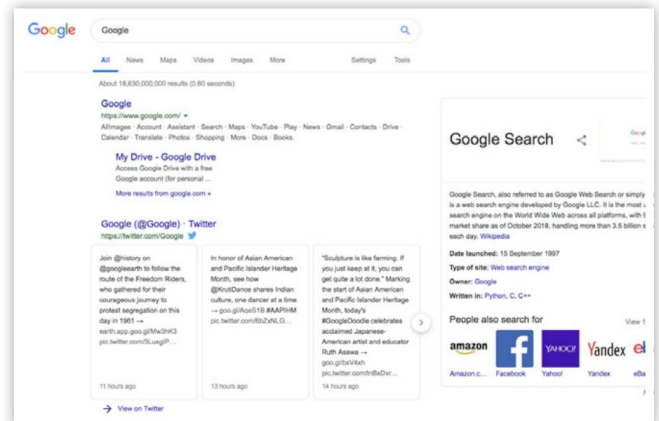 Google
Google
All News Maps Videos Images More Settings Tools
About 18,630,000,000 results (0.60 seconds)
Google
https://www.google.com/
AllImages · Account · Assistant · Search · Maps · YouTube · Play · News · Gmail · Contacts · Drive ·
Calendar · Translate · Photos · Shopping · More · Docs · Books.
My Drive - Google Drive
Access Google Drive with a free
Google account (for personal ...
More results from google.com »
Google (@Google) · Twitter
https://twitter.com/Google
Join @history on
@googleearth to follow the
route of the Freedom Riders,
who gathered for their
courageous journey to
protest segregation on this
day in 1961 →
earth.app.goo.gl/Mw3hK3
11 hours ago
In honor of Asian American
and Pacific Islander Heritage
Month, see how
@KrutiDance shares Indian
culture, one dancer at a time
→ goo.gl/AqeS1B #AAPIHM
13 hours ago
"Sculpture is like farming. If
you just keep at it, you can
get quite a lot done." Marking
the start of Asian American
and Pacific Islander Heritage
Month, today's
#GoogleDoodle celebrates
acclaimed Japanese-
American artist and educator
Ruth Asawa →
goo.gl/bxV4xh
14 hours ago
View on Twitter
Google Search
Google Search, also referred to as Google Web Search or simply
is a web search engine developed by Google LLC. It is the most
search engine on the World Wide Web across all platforms, with
market share as of October 2018, handling more than 3.5 billion
each day. Wikipedia
Date launched: 15 September 1997
Type of site: Web search engine
Owner: Google
Written in: Python, C, C++
People also search for View 1
amazon YAHOO! Yandex eb
Amazon.c... Facebook Yahoo! Yandex eBa